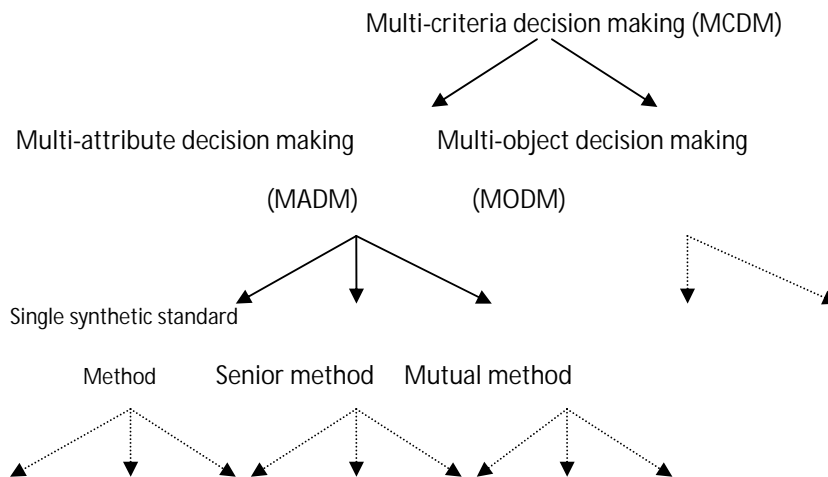 Multi-criteria decision making (MCDM)
Multi-attribute decision making Multi-object decision making
(MADM) (MODM)
Single synthetic standard
Method Senior method Mutual method